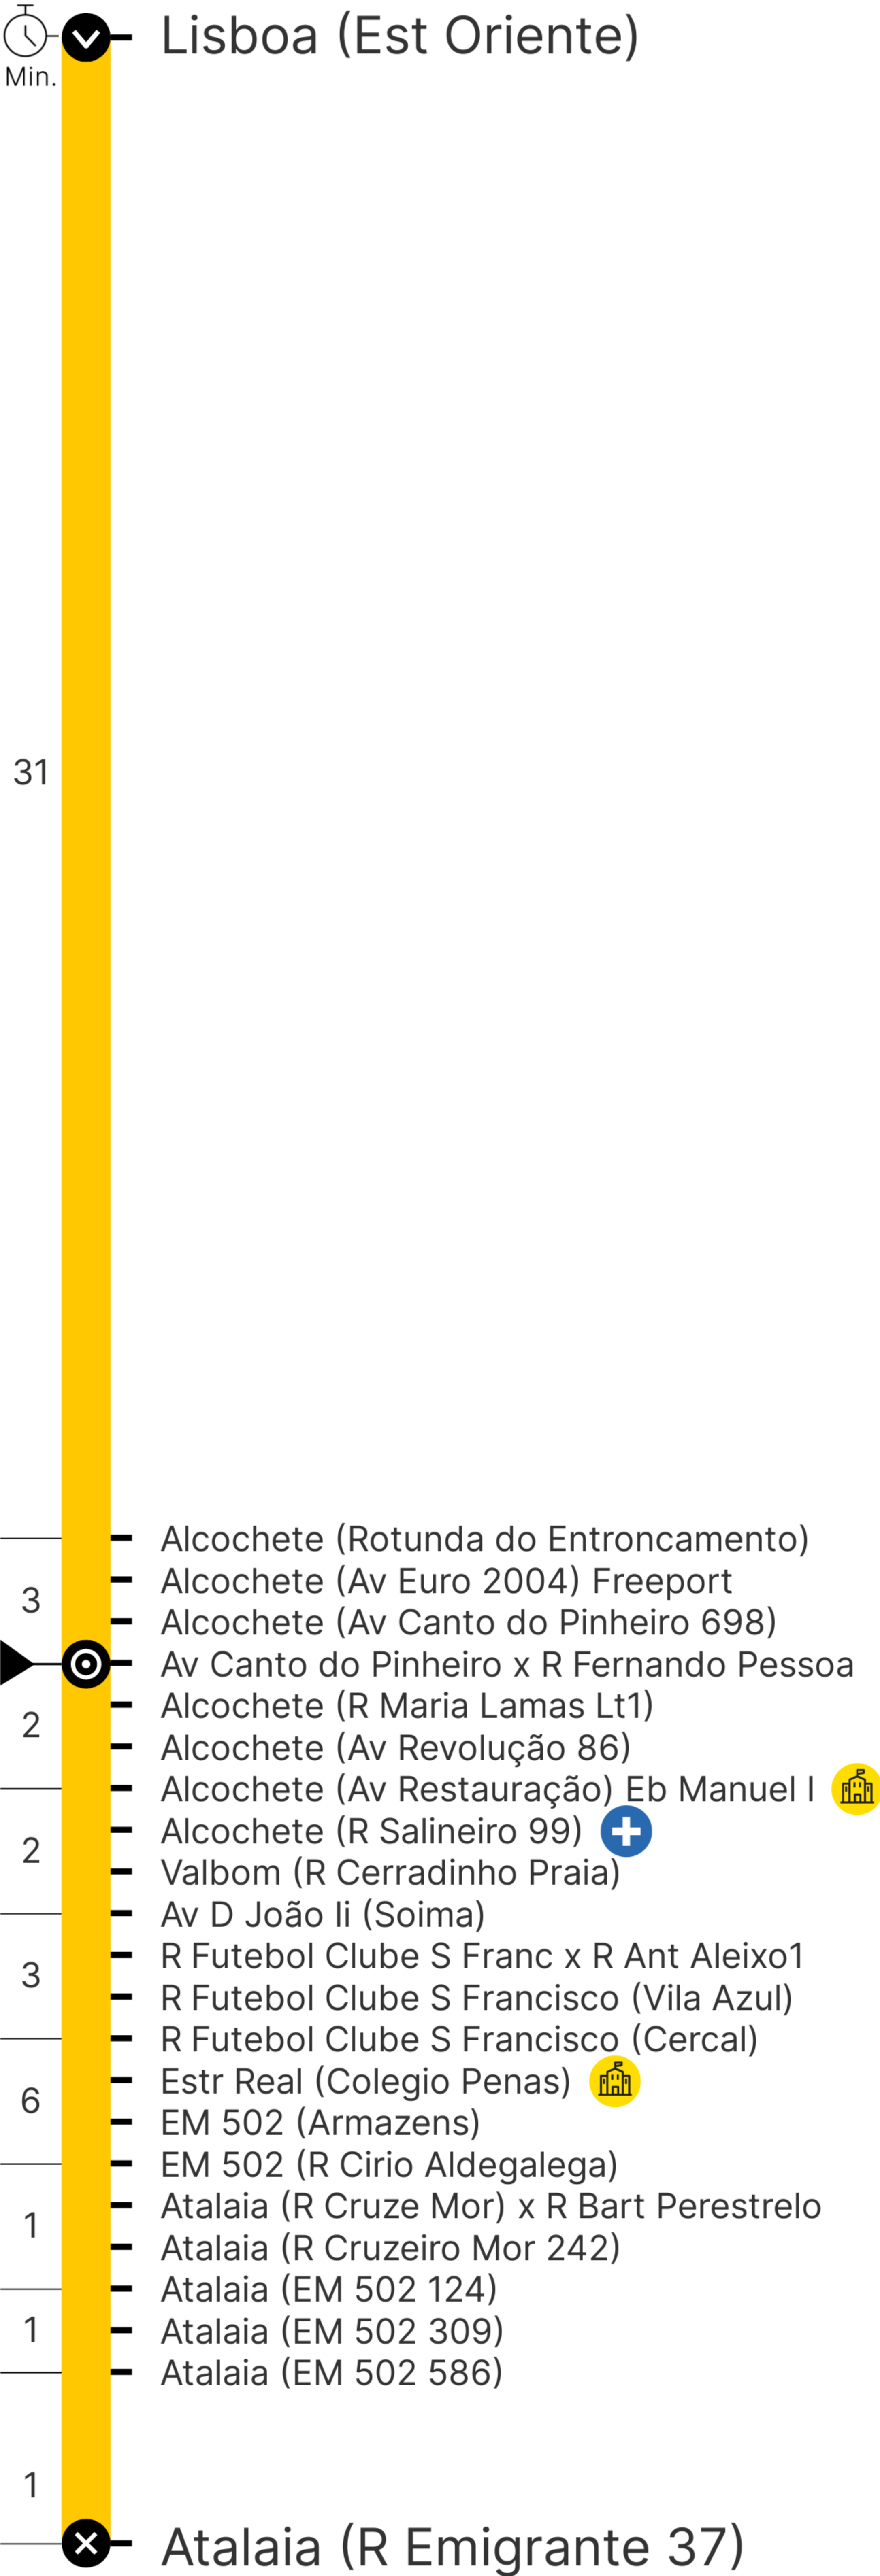 Lisboa (Est Oriente)
Min.
31
Alcochete (Rotunda do Entroncamento)
Alcochete (Av Euro 2004) Freeport
3
Alcochete (Av Canto do Pinheiro 698)
Av Canto do Pinheiro x R Fernando Pessoa
Alcochete (R Maria Lamas Lt1)
2
Alcochete (Av Revolução 86)
Alcochete (Av Restauração) Eb Manuel I
Alcochete (R Salineiro 99)
2
Valbom (R Cerradinho Praia)
Av D João Ii (Soima)
R Futebol Clube S Franc x R Ant Aleixo1
3
R Futebol Clube S Francisco (Vila Azul)
R Futebol Clube S Francisco (Cercal)
Estr Real (Colegio Penas)
6
EM 502 (Armazens)
EM 502 (R Cirio Aldegalega)
Atalaia (R Cruze Mor) x R Bart Perestrelo
1
Atalaia (R Cruzeiro Mor 242)
Atalaia (EM 502 124)
1
Atalaia (EM 502 309)
Atalaia (EM 502 586)
1
Atalaia (R Emigrante 37)